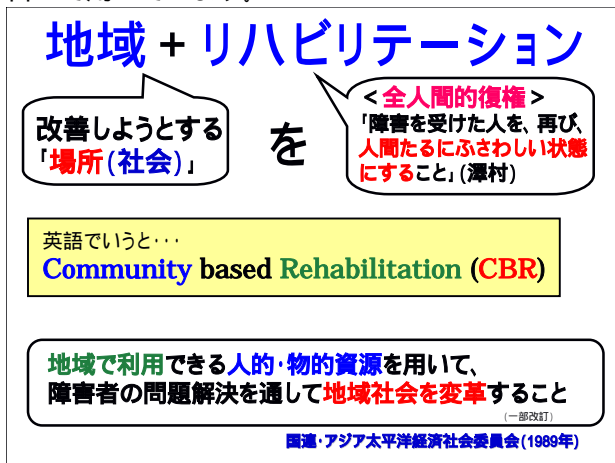 地域 + リハビリテーション
改善しようとする
「場所(社会)」
を
<全人間的復権>
「障害を受けた人を、再び、
人間たるにふさわしい状態
にすること」(澤村)
英語でいうと…
Community based Rehabilitation (CBR)
地域で利用できる人的・物的資源を用いて、
障害者の問題解決を通して地域社会を変革すること
(一部改訂)
国連・アジア太平洋経済社会委員会(1989年)